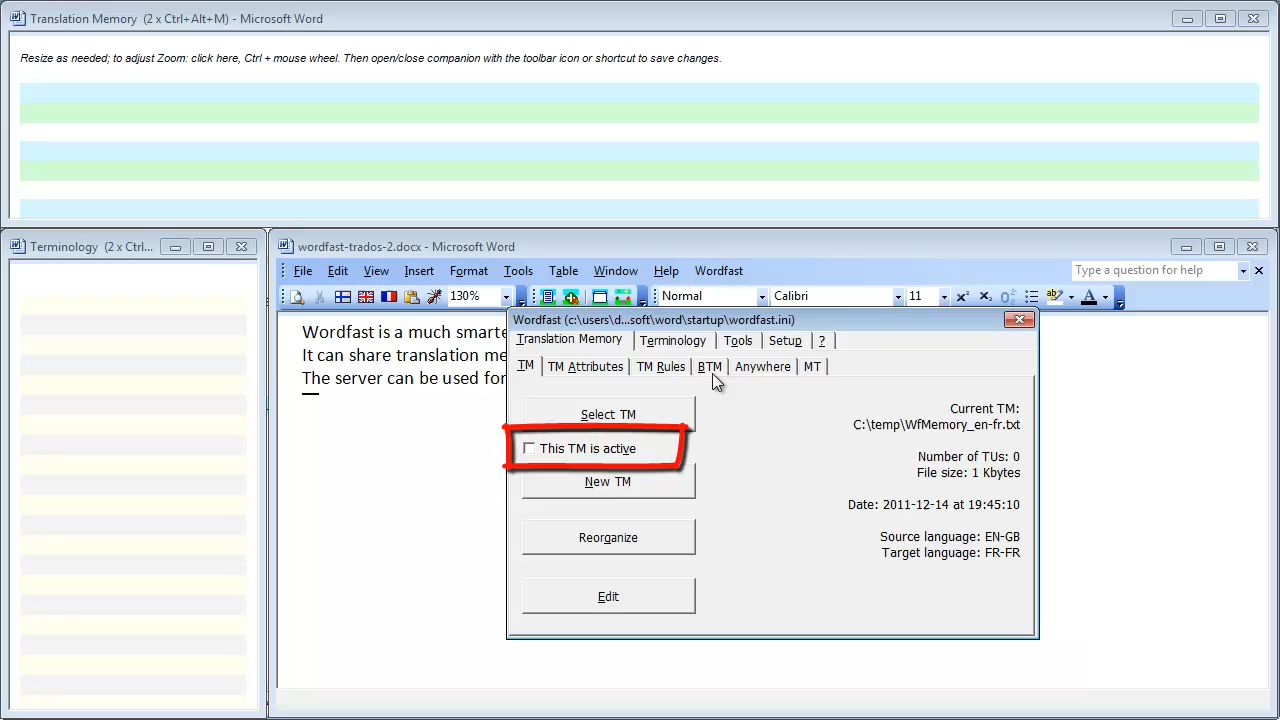 Translation Memory (2 x Ctrl+Alt+M) - Microsoft Word
Resize as needed; to adjust Zoom: click here, Ctrl + mouse wheel. Then open/close companion with the toolbar icon or shortcut to save changes.
Terminology (2 x Ctrl...
wordfast-trados-2.docx - Microsoft Word
File Edit View Insert Format Tools Table Window Help Wordfast
Type a question for help
130% Normal Calibri 11
Wordfast is a much smarte
It can share translation me
The server can be used for
Wordfast (c:\users\d...soft\word\startup\wordfast.ini)
Translation Memory Terminology Tools Setup ?
TM TM Attributes TM Rules BTM Anywhere MT
Select TM
This TM is active
New TM
Reorganize
Edit
Current TM:
C:\temp\WfMemory_en-fr.txt
Number of TUs: 0
File size: 1 Kbytes
Date: 2011-12-14 at 19:45:10
Source language: EN-GB
Target language: FR-FR